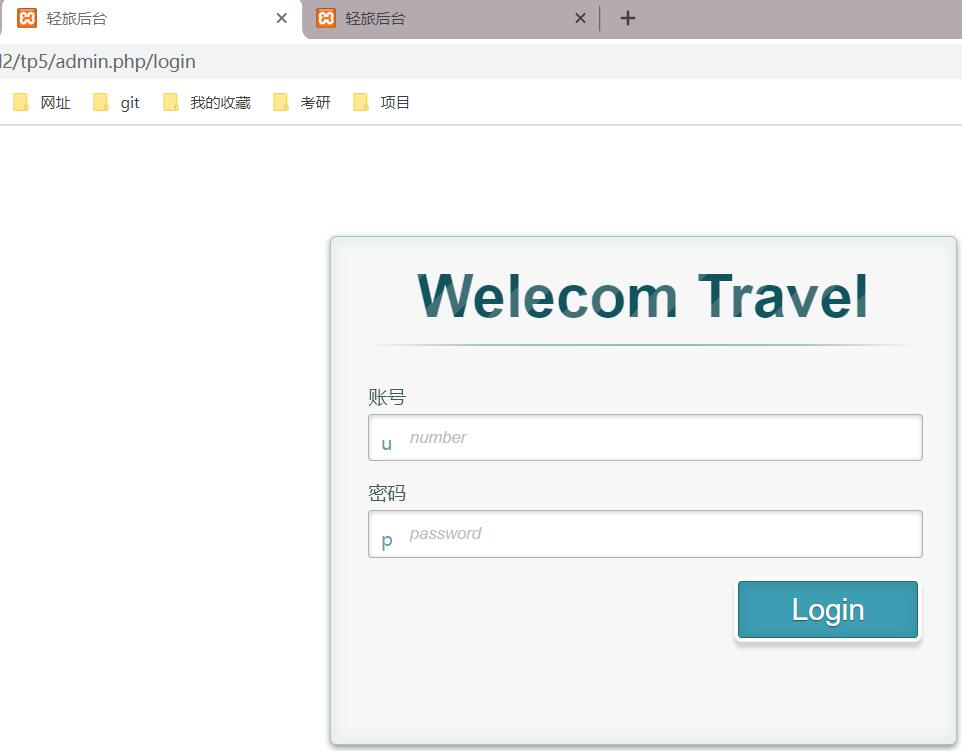 轻旅后台 轻旅后台
l2/tp5/admin.php/login
网址 git 我的收藏 考研 项目
Welecom Travel
账号
u number
密码
p password
Login